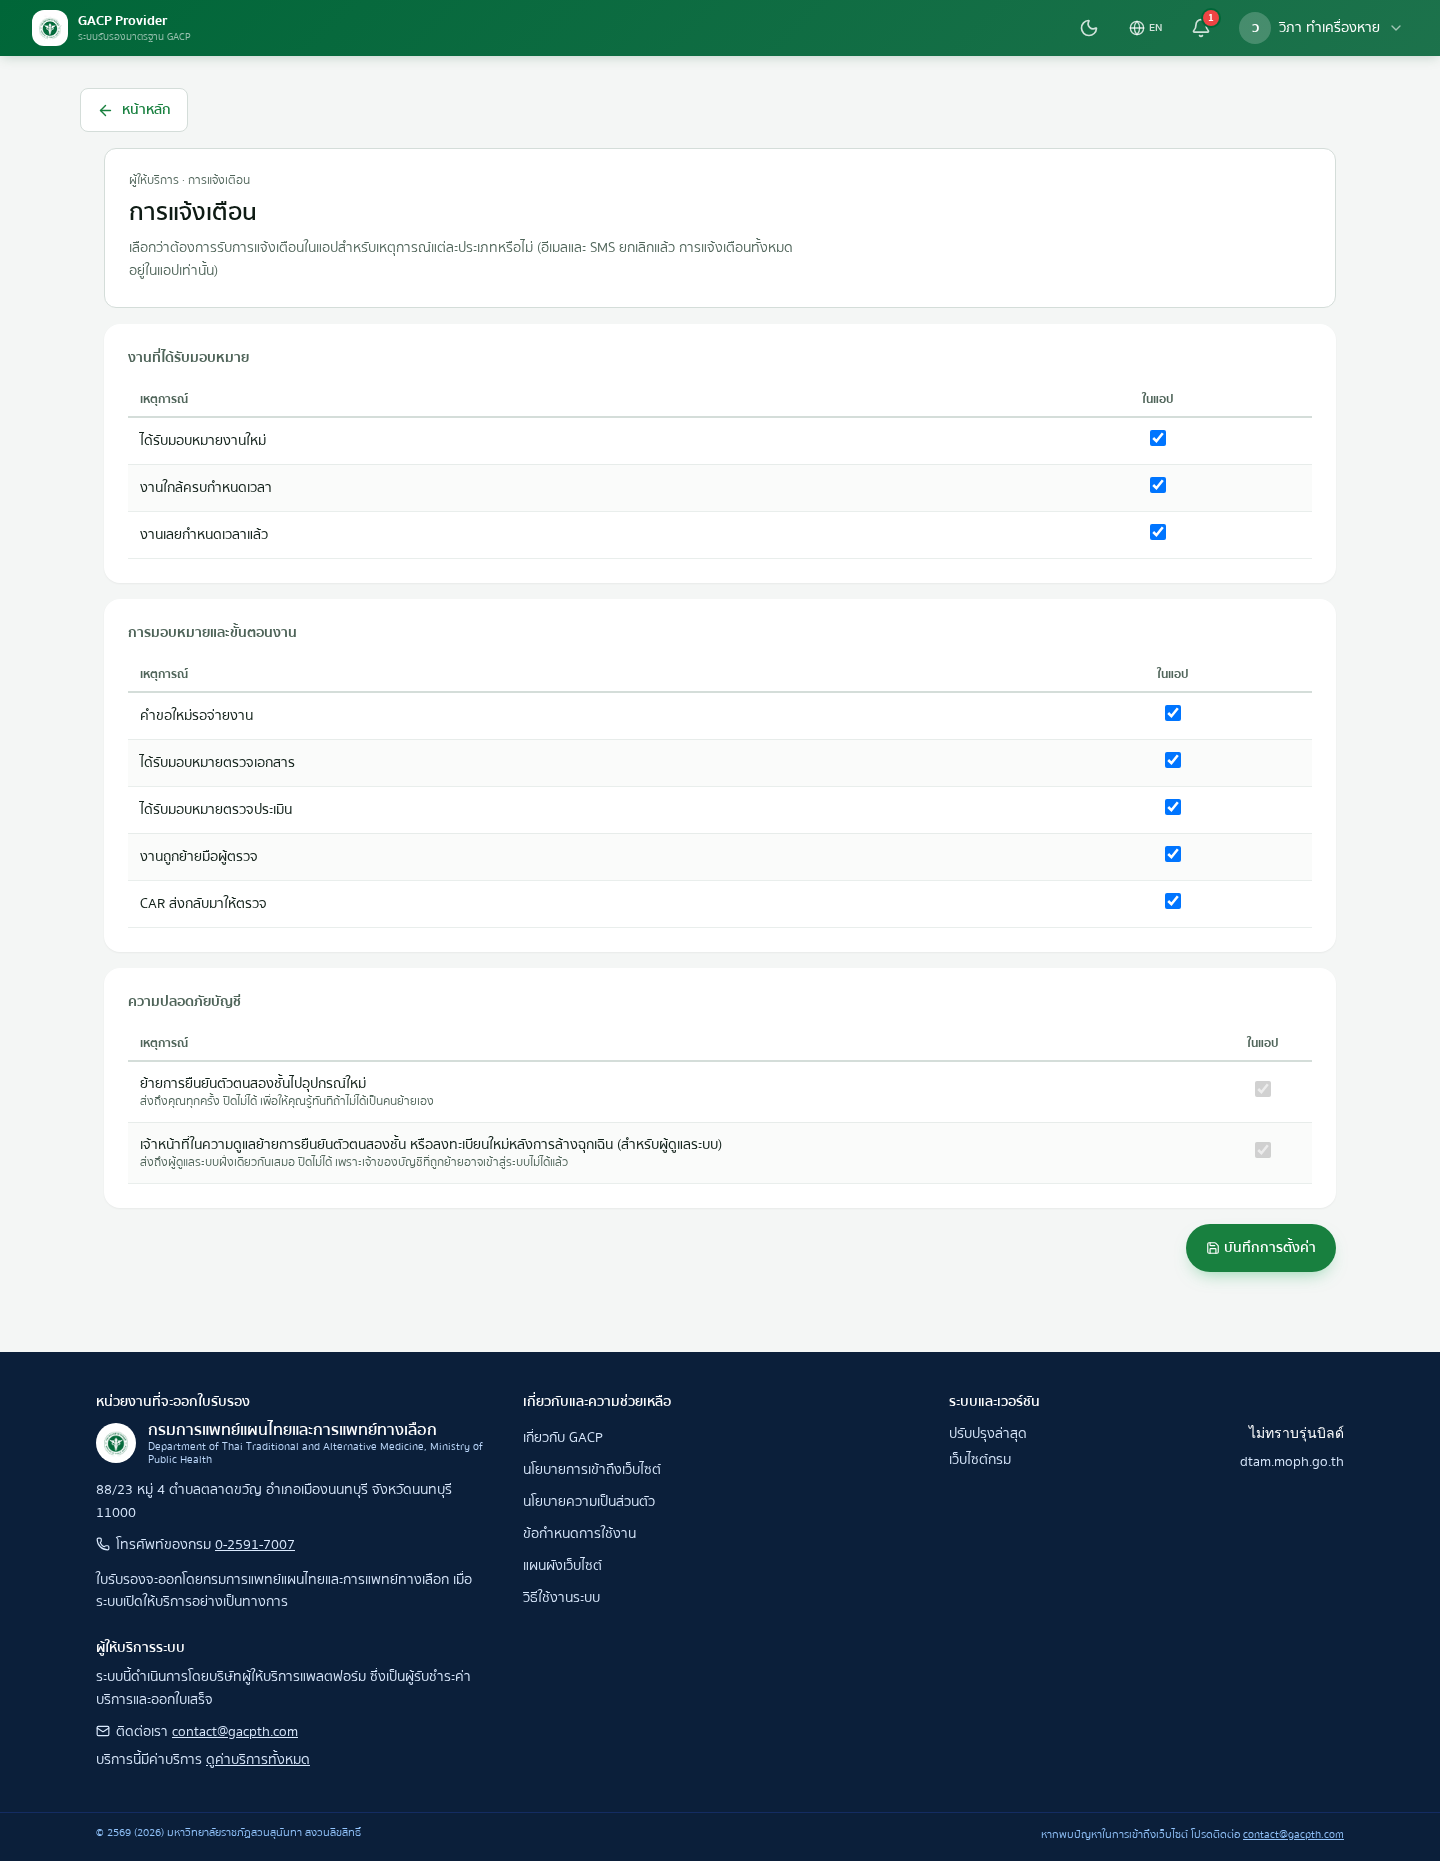 GACP Provider
ระบบรับรองมาตรฐาน GACP
EN
1
ว
วิภา ทำเครื่องหาย
หน้าหลัก
ผู้ให้บริการ · การแจ้งเตือน
การแจ้งเตือน
เลือกว่าต้องการรับการแจ้งเตือนในแอปสำหรับเหตุการณ์แต่ละประเภทหรือไม่ (อีเมลและ SMS ยกเลิกแล้ว การแจ้งเตือนทั้งหมด
อยู่ในแอปเท่านั้น)
งานที่ได้รับมอบหมาย
เหตุการณ์ ในแอป
ได้รับมอบหมายงานใหม่
งานใกล้ครบกำหนดเวลา
งานเลยกำหนดเวลาแล้ว
การมอบหมายและขั้นตอนงาน
เหตุการณ์ ในแอป
คำขอใหม่รอจ่ายงาน
ได้รับมอบหมายตรวจเอกสาร
ได้รับมอบหมายตรวจประเมิน
งานถูกย้ายมือผู้ตรวจ
CAR ส่งกลับมาให้ตรวจ
ความปลอดภัยบัญชี
เหตุการณ์ ในแอป
ย้ายการยืนยันตัวตนสองชั้นไปอุปกรณ์ใหม่
ส่งถึงคุณทุกครั้ง ปิดไม่ได้ เพื่อให้คุณรู้ทันทีถ้าไม่ได้เป็นคนย้ายเอง
เจ้าหน้าที่ในความดูแลย้ายการยืนยันตัวตนสองชั้น หรือลงทะเบียนใหม่หลังการล้างฉุกเฉิน (สำหรับผู้ดูแลระบบ)
ส่งถึงผู้ดูแลระบบฝั่งเดียวกันเสมอ ปิดไม่ได้ เพราะเจ้าของบัญชีที่ถูกย้ายอาจเข้าสู่ระบบไม่ได้แล้ว
บันทึกการตั้งค่า
หน่วยงานที่จะออกใบรับรอง
กรมการแพทย์แผนไทยและการแพทย์ทางเลือก
Department of Thai Traditional and Alternative Medicine, Ministry of
Public Health
88/23 หมู่ 4 ตำบลตลาดขวัญ อำเภอเมืองนนทบุรี จังหวัดนนทบุรี
11000
โทรศัพท์ของกรม 0-2591-7007
ใบรับรองจะออกโดยกรมการแพทย์แผนไทยและการแพทย์ทางเลือก เมื่อ
ระบบเปิดให้บริการอย่างเป็นทางการ
ผู้ให้บริการระบบ
ระบบนี้ดำเนินการโดยบริษัทผู้ให้บริการแพลตฟอร์ม ซึ่งเป็นผู้รับชำระค่า
บริการและออกใบเสร็จ
ติดต่อเรา contact@gacpth.com
บริการนี้มีค่าบริการ ดูค่าบริการทั้งหมด
เกี่ยวกับและความช่วยเหลือ
เกี่ยวกับ GACP
นโยบายการเข้าถึงเว็บไซต์
นโยบายความเป็นส่วนตัว
ข้อกำหนดการใช้งาน
แผนผังเว็บไซต์
วิธีใช้งานระบบ
ระบบและเวอร์ชัน
ปรับปรุงล่าสุด ไม่ทราบรุ่นบิลด์
เว็บไซต์กรม dtam.moph.go.th
© 2569 (2026) มหาวิทยาลัยราชภัฏสวนสุนันทา สงวนลิขสิทธิ์
หากพบปัญหาในการเข้าถึงเว็บไซต์ โปรดติดต่อ contact@gacpth.com